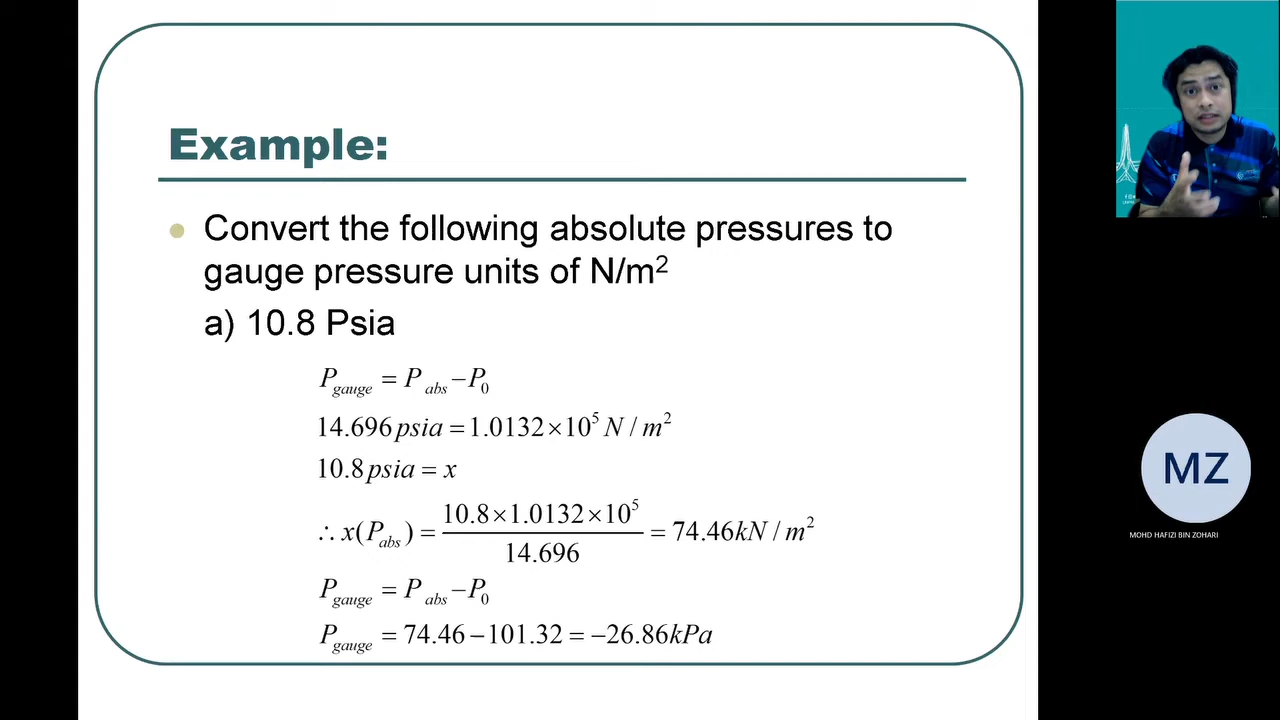 Example:
Convert the following absolute pressures to
gauge pressure units of N/m²
a) 10.8 Psia
P_gauge = P_abs − P_0
14.696 psia = 1.0132×10⁵ N / m²
10.8 psia = x
∴ x(P_abs) = 10.8×1.0132×10⁵ / 14.696 = 74.46kN / m²
P_gauge = P_abs − P_0
P_gauge = 74.46 − 101.32 = −26.86kPa
MZ
MOHD HAFIZI BIN ZOHARI